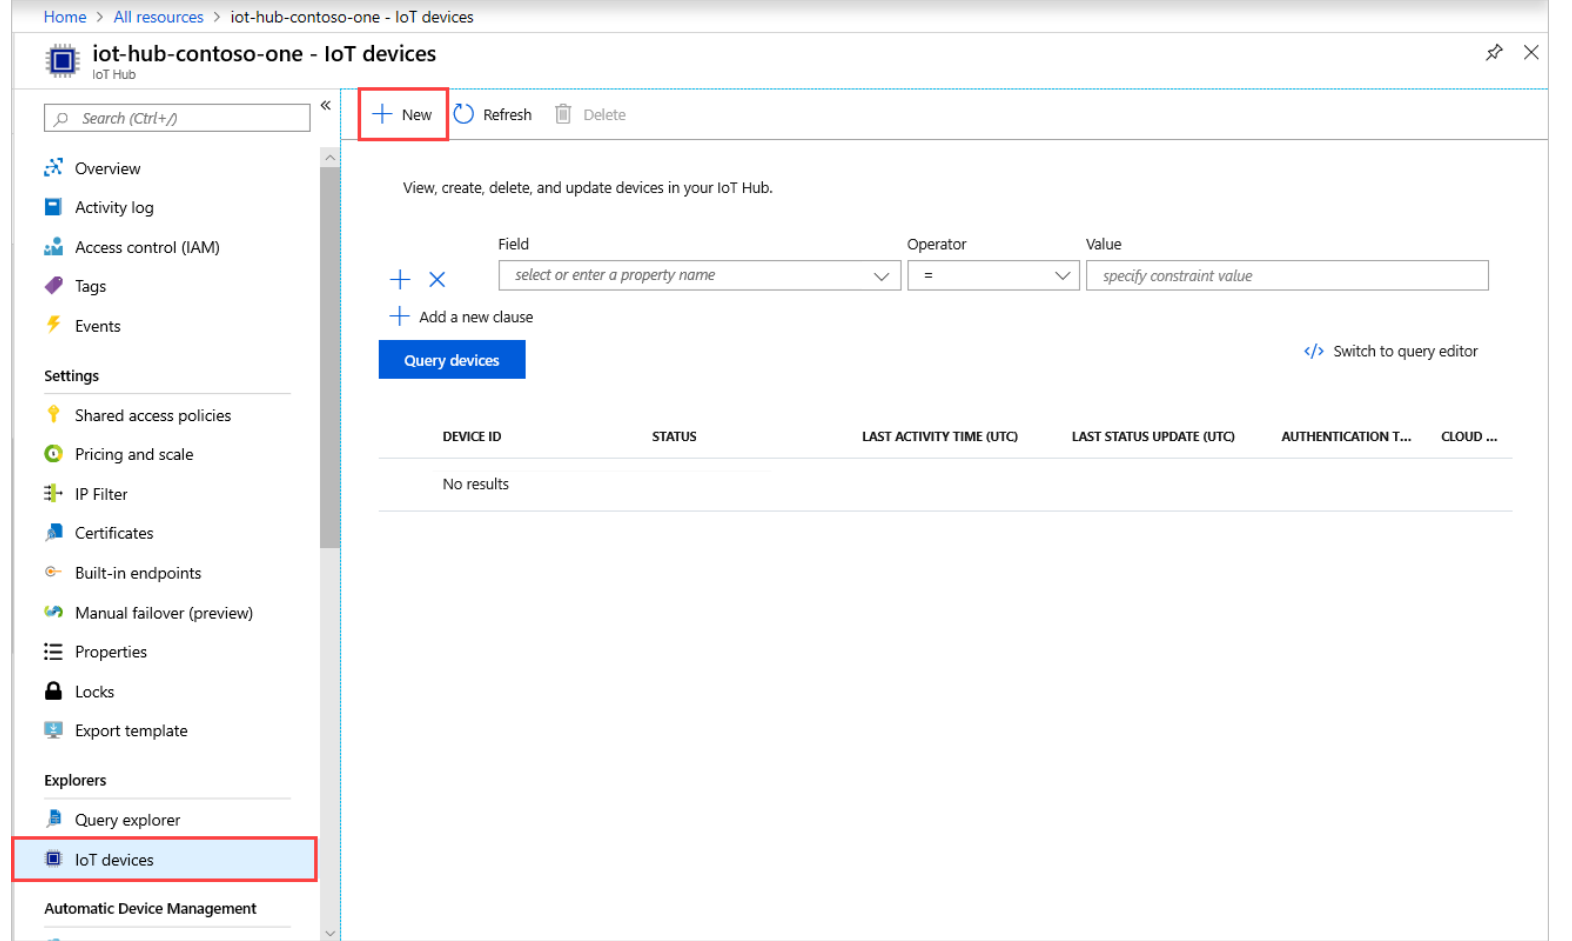 Home > All resources > iot-hub-contoso-one - IoT devices
iot-hub-contoso-one - IoT devices
IoT Hub
Search (Ctrl+/)
«
Overview
Activity log
Access control (IAM)
Tags
Events
Settings
Shared access policies
Pricing and scale
IP Filter
Certificates
Built-in endpoints
Manual failover (preview)
Properties
Locks
Export template
Explorers
Query explorer
IoT devices
Automatic Device Management
New Refresh Delete
View, create, delete, and update devices in your IoT Hub.
Field Operator Value
select or enter a property name = specify constraint value
Add a new clause
Query devices
</> Switch to query editor
DEVICE ID STATUS LAST ACTIVITY TIME (UTC) LAST STATUS UPDATE (UTC) AUTHENTICATION T... CLOUD ...
No results